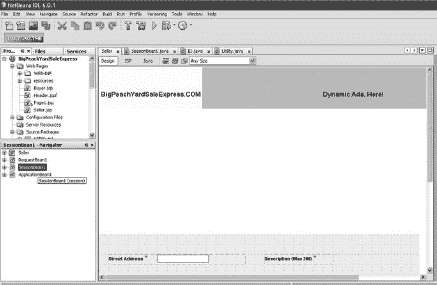 NetBeans IDE 6.0.1
File Edit View Navigate Source Refactor Build Run Profile Versioning Tools Window Help
Pro... Files Services
BigPeachYardSaleExpress
Web Pages
WEB-INF
resources
Buyer.jsp
Header.jspf
Page1.jsp
Seller.jsp
Configuration Files
Server Resources
Source Packages
SessionBean1 - Navigator
Seller
RequestBean1
SessionBean1
ApplicationBean1
SessionBean1 (session)
Seller SessionBean1.java IO.java Utility.java
Design JSP Java Any Size
BigPeachYardSaleExpress.COM
Dynamic Ads, Here!
Street Address *
Description (Max 200) *